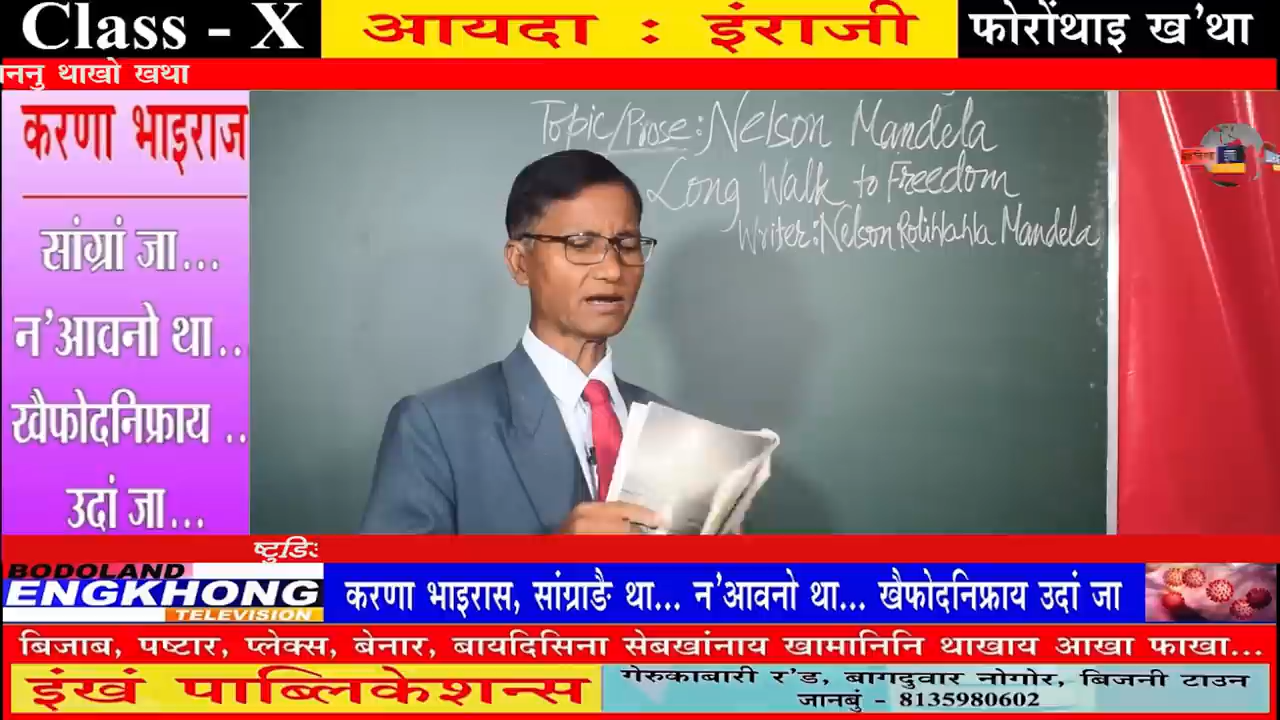 Class - X
आयदा : इंराजी
फोरोंथाइ ख'था
ाननु थाखो खथा
करणा भाइराज
सांग्रां जा...
न'आवनो था...
खैफोदनिफ्राय ..
उदां जा...
Topic/Prose: Nelson Mandela
Long Walk to Freedom
Writer: Nelson Rolihlahla Mandela
ष्टुडि
BODOLAND
ENGKHONG
TELEVISION
करणा भाइरास, सांग्राङै था... न'आवनो था... खैफोदनिफ्राय उदां जा
बिजाब, पष्टार, प्लेक्स, बेनार, बायदिसिना सेबखांनाय खामानिनि थाखाय आखा फाखा...
इंखं पाब्लिकेशन्स
गेरुकाबारी र'ड, बागदुवार नोगोर, बिजनी टाउन
जानबुं - 8135980602